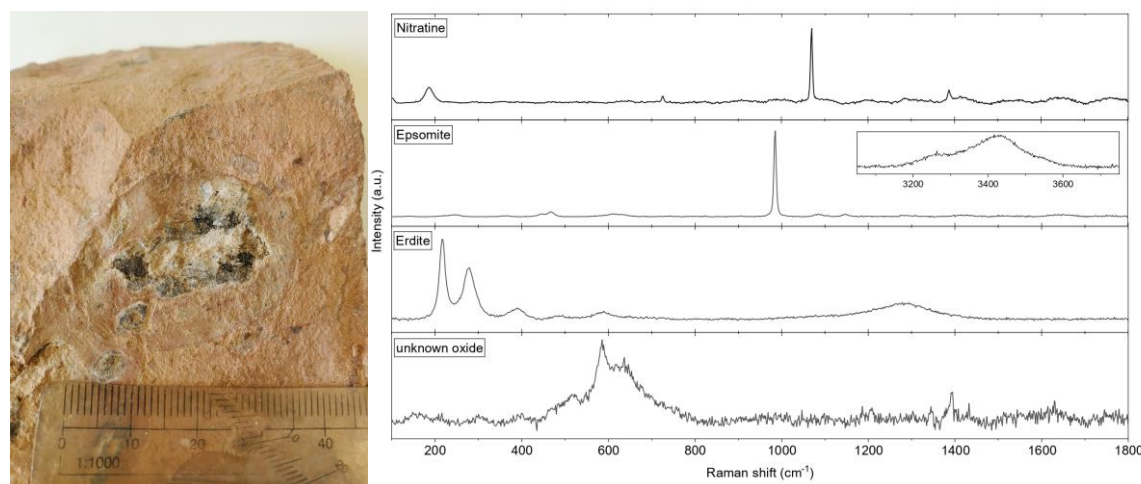 0 10 20 40
1:1000
Nitratine
Epsomite
3200 3400 3600
Erdite
unknown oxide
Intensity (a.u.)
200 400 600 800 1000 1200 1400 1600 1800
Raman shift (cm⁻¹)